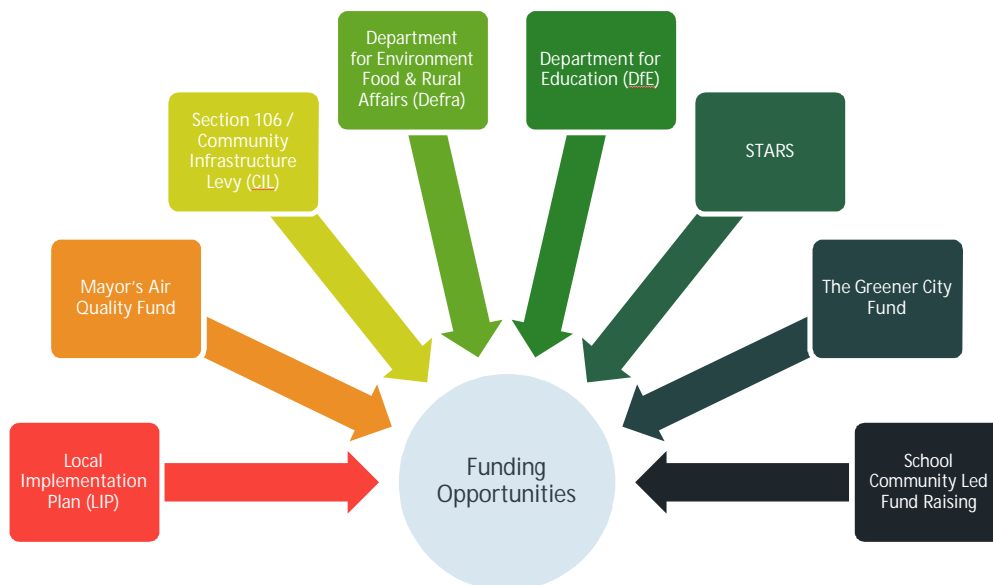 Department
for Environment
Food & Rural
Affairs (Defra)
Department for
Education (DfE)
Section 106 /
Community
Infrastructure
Levy (CIL)
STARS
Mayor's Air
Quality Fund
The Greener City
Fund
Local
Implementation
Plan (LIP)
Funding
Opportunities
School
Community Led
Fund Raising